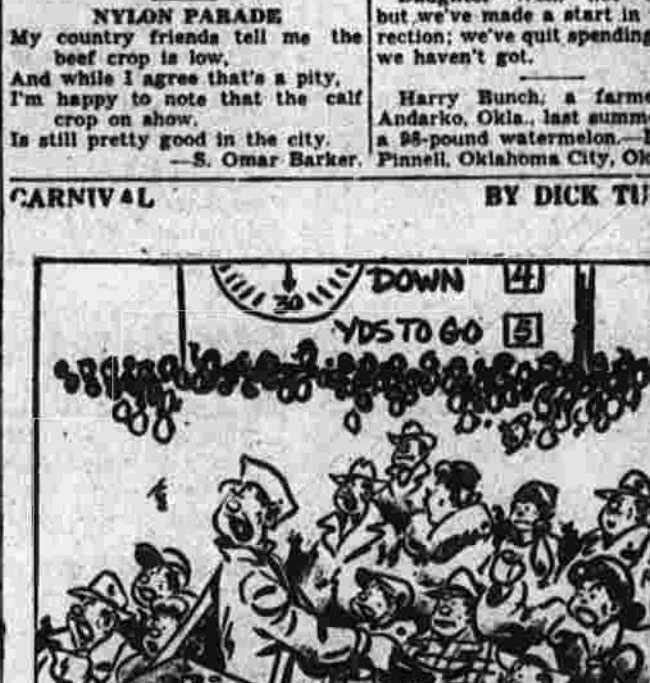 NYLON PARADE
My country friends tell me the
beef crop is low,
And while I agree that's a pity,
I'm happy to note that the calf
crop on show.
Is still pretty good in the city.
—S. Omar Barker.
but we've made a start in
rection; we've quit spending
we haven't got.
Harry Bunch, a farme
Andarko, Okla., last summe
a 98-pound watermelon.—
Pinnell, Oklahoma City, Ok
CARNIVAL
BY DICK TU
30
DOWN 4
YDS TO GO 5